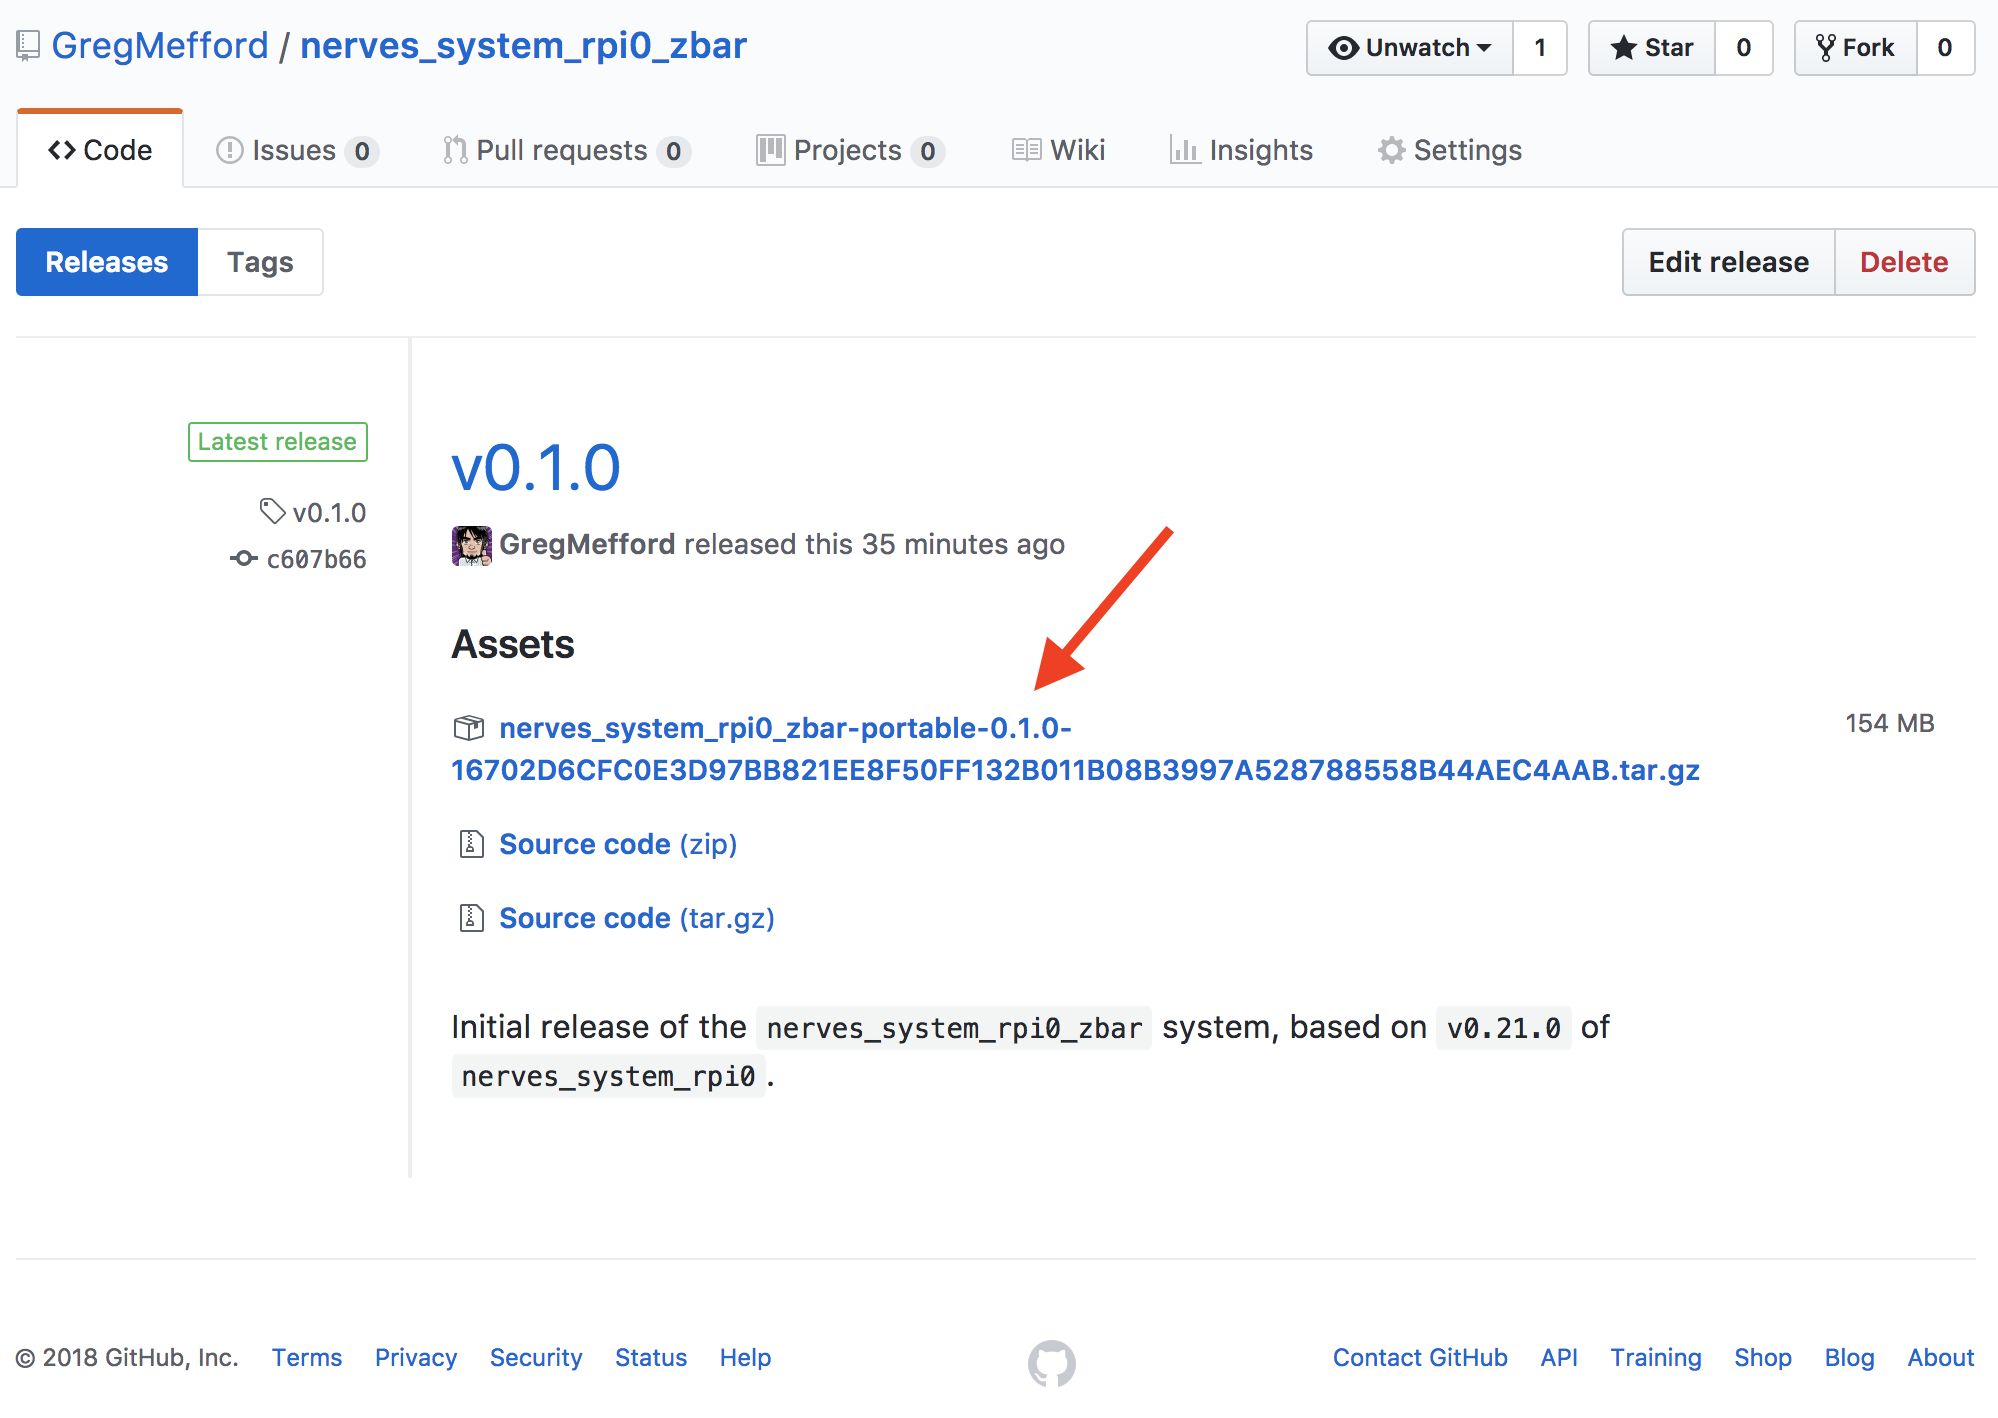 GregMefford / nerves_system_rpi0_zbar
Unwatch 1 Star 0 Fork 0
Code Issues 0 Pull requests 0 Projects 0 Wiki Insights Settings
Releases Tags
Edit release Delete
Latest release
v0.1.0
c607b66
v0.1.0
GregMefford released this 35 minutes ago
Assets
nerves_system_rpi0_zbar-portable-0.1.0-
154 MB
16702D6CFC0E3D97BB821EE8F50FF132B011B08B3997A528788558B44AEC4AAB.tar.gz
Source code (zip)
Source code (tar.gz)
Initial release of the nerves_system_rpi0_zbar system, based on v0.21.0 of
nerves_system_rpi0.
© 2018 GitHub, Inc. Terms Privacy Security Status Help
Contact GitHub API Training Shop Blog About